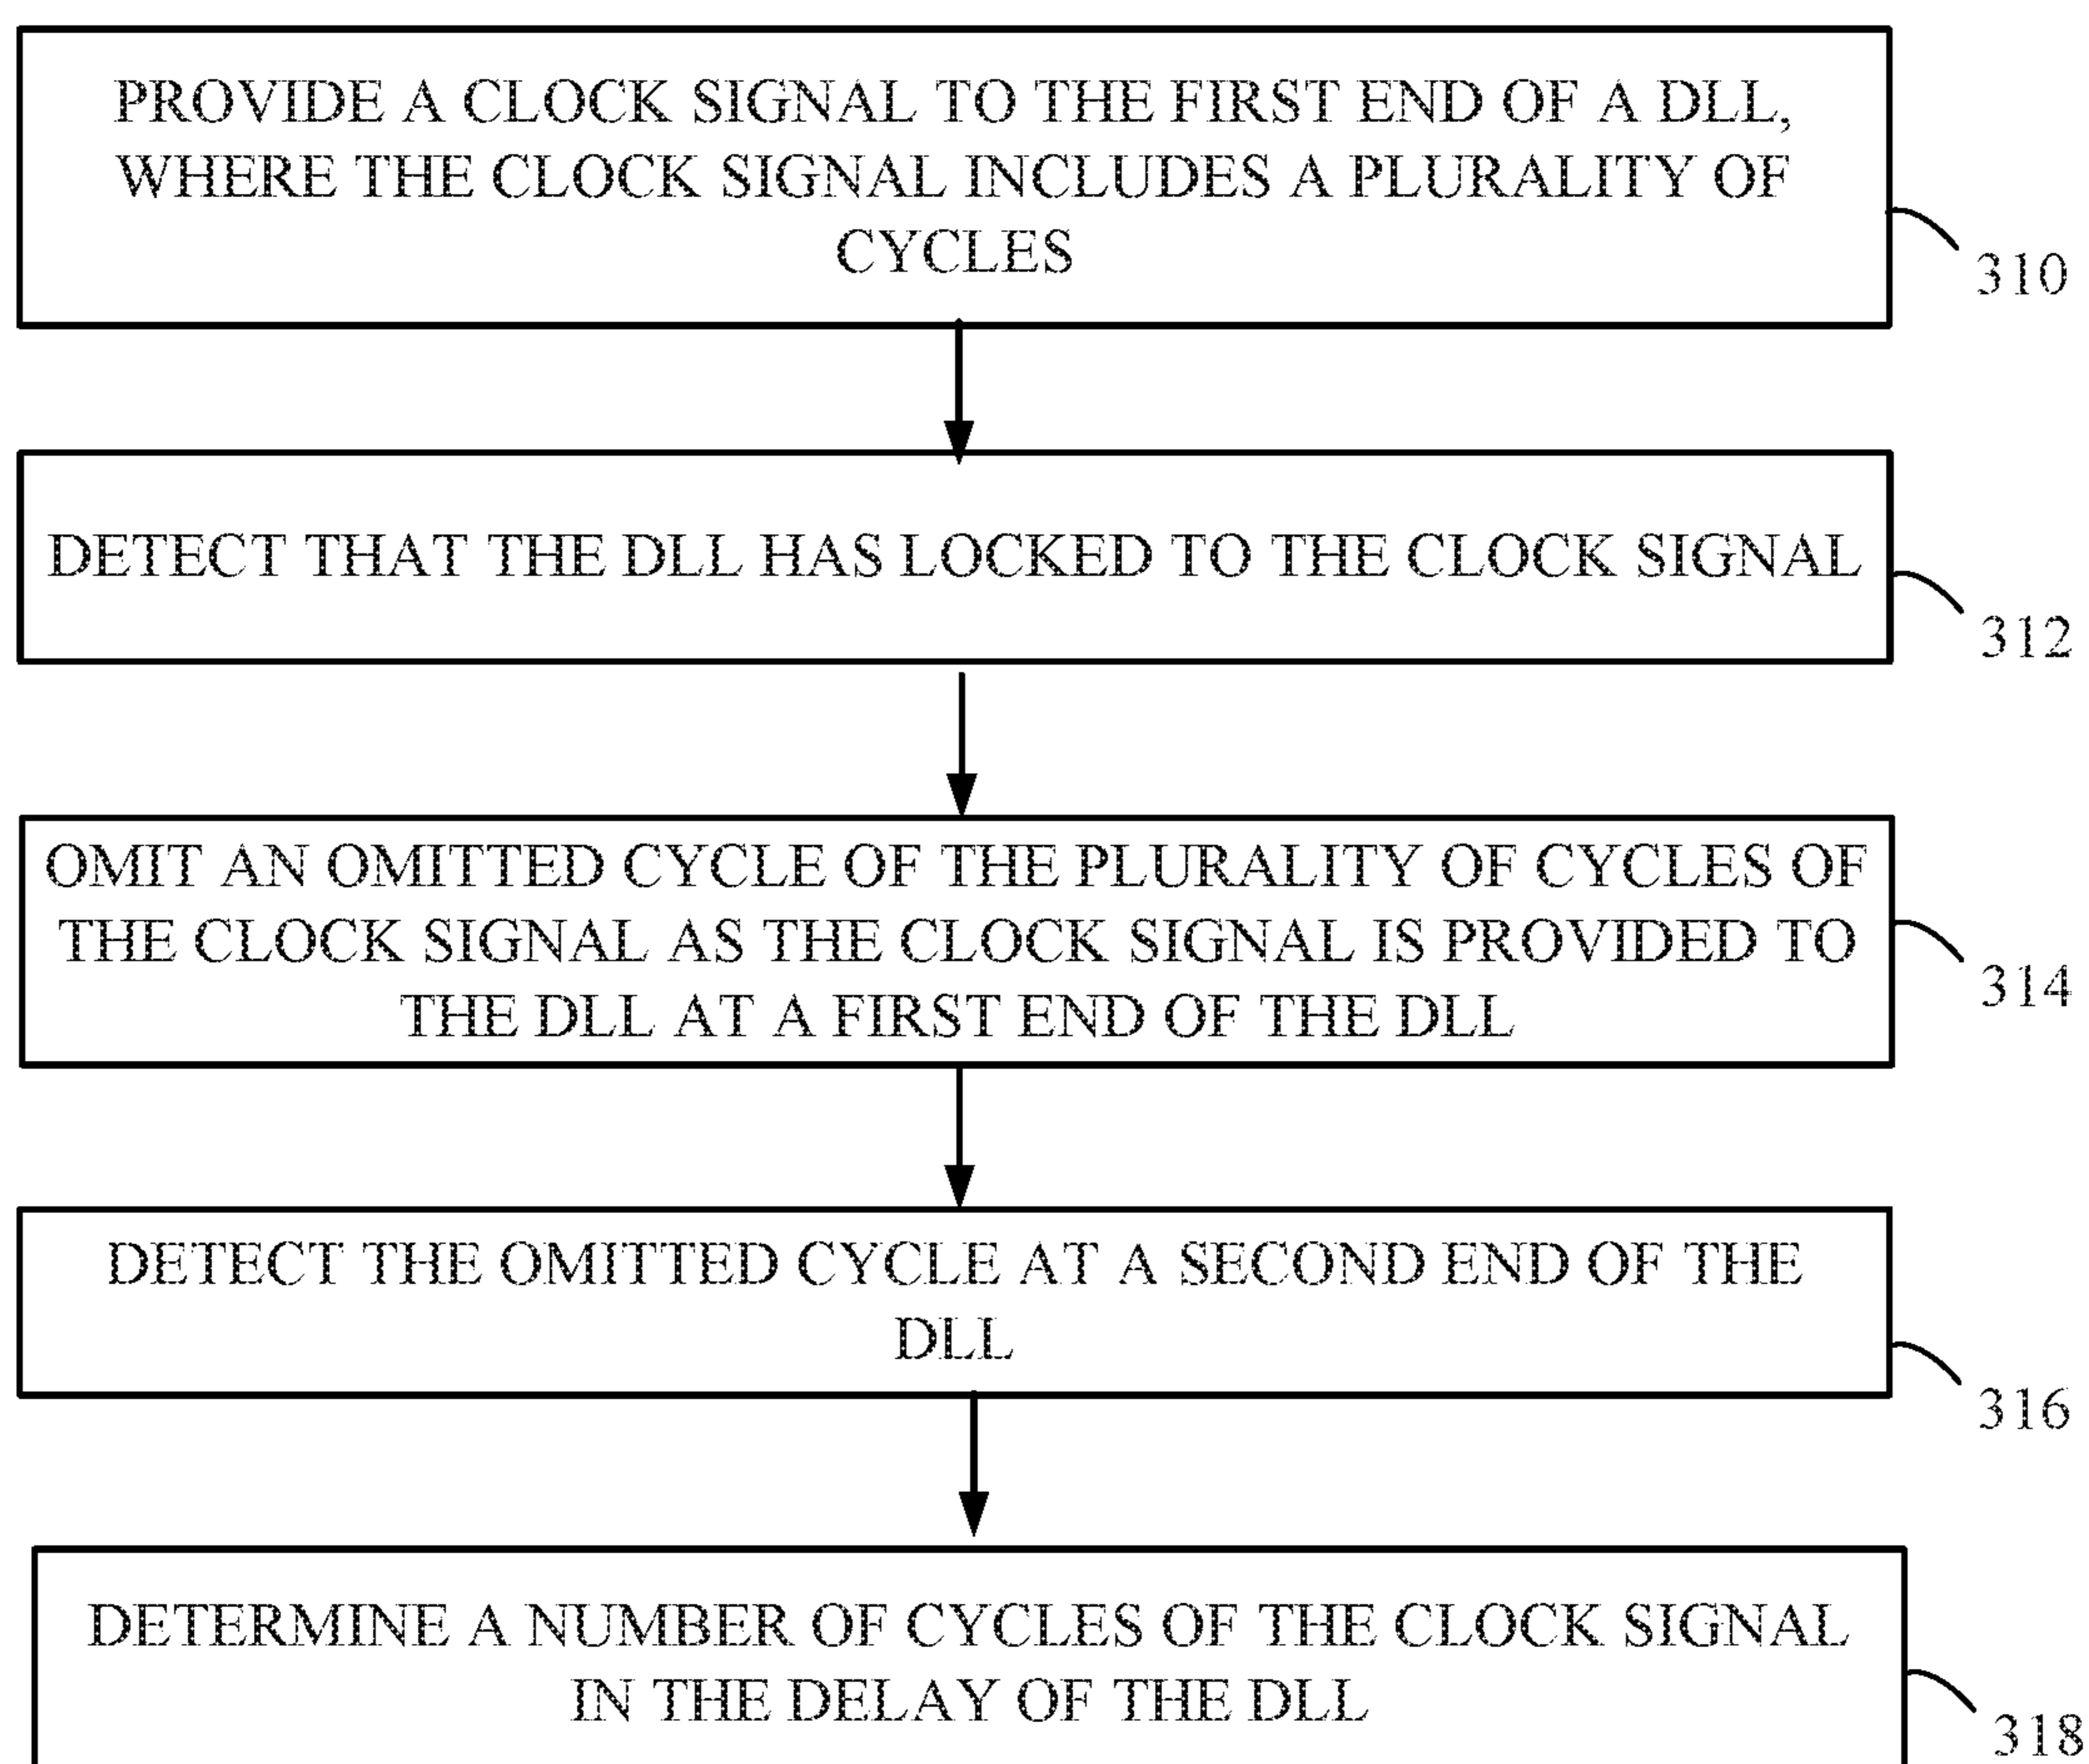 PROVIDE A CLOCK SIGNAL TO THE FIRST END OF A DLL,
WHERE THE CLOCK SIGNAL INCLUDES A PLURALITY OF
CYCLES
310
DETECT THAT THE DLL HAS LOCKED TO THE CLOCK SIGNAL
312
OMIT AN OMITTED CYCLE OF THE PLURALITY OF CYCLES OF
THE CLOCK SIGNAL AS THE CLOCK SIGNAL IS PROVIDED TO
THE DLL AT A FIRST END OF THE DLL
314
DETECT THE OMITTED CYCLE AT A SECOND END OF THE
DLL
316
DETERMINE A NUMBER OF CYCLES OF THE CLOCK SIGNAL
IN THE DELAY OF THE DLL
318